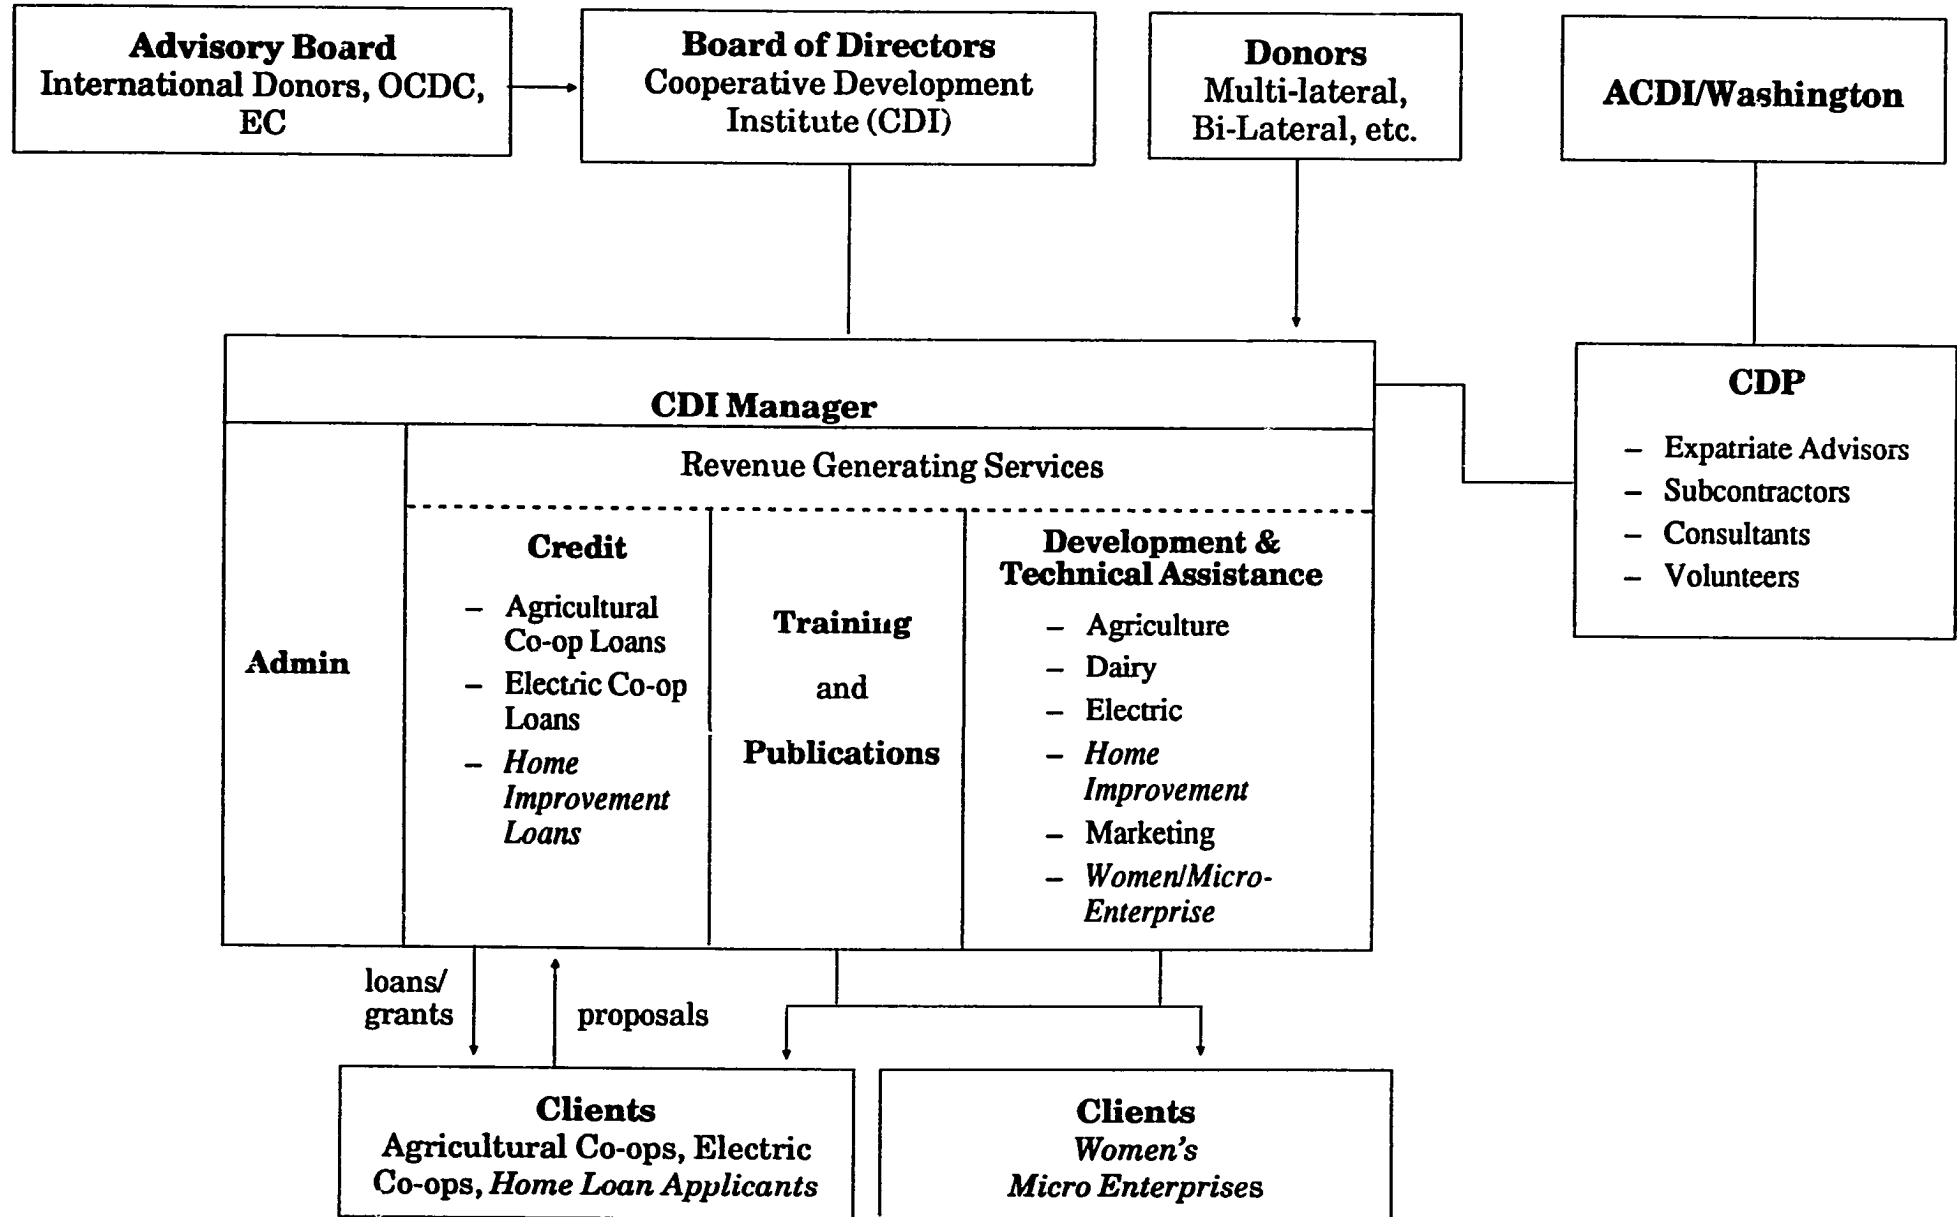 Advisory Board
International Donors, OCDC,
EC
Board of Directors
Cooperative Development
Institute (CDI)
Donors
Multi-lateral,
Bi-Lateral, etc.
ACDI/Washington
CDI Manager
CDP
– Expatriate Advisors
– Subcontractors
– Consultants
– Volunteers
Admin
Revenue Generating Services
Credit
– Agricultural
Co-op Loans
– Electric Co-op
Loans
– Home
Improvement
Loans
Training
and
Publications
Development &
Technical Assistance
– Agriculture
– Dairy
– Electric
– Home
Improvement
– Marketing
– Women/Micro-
Enterprise
loans/
grants
proposals
Clients
Agricultural Co-ops, Electric
Co-ops, Home Loan Applicants
Clients
Women's
Micro Enterprises